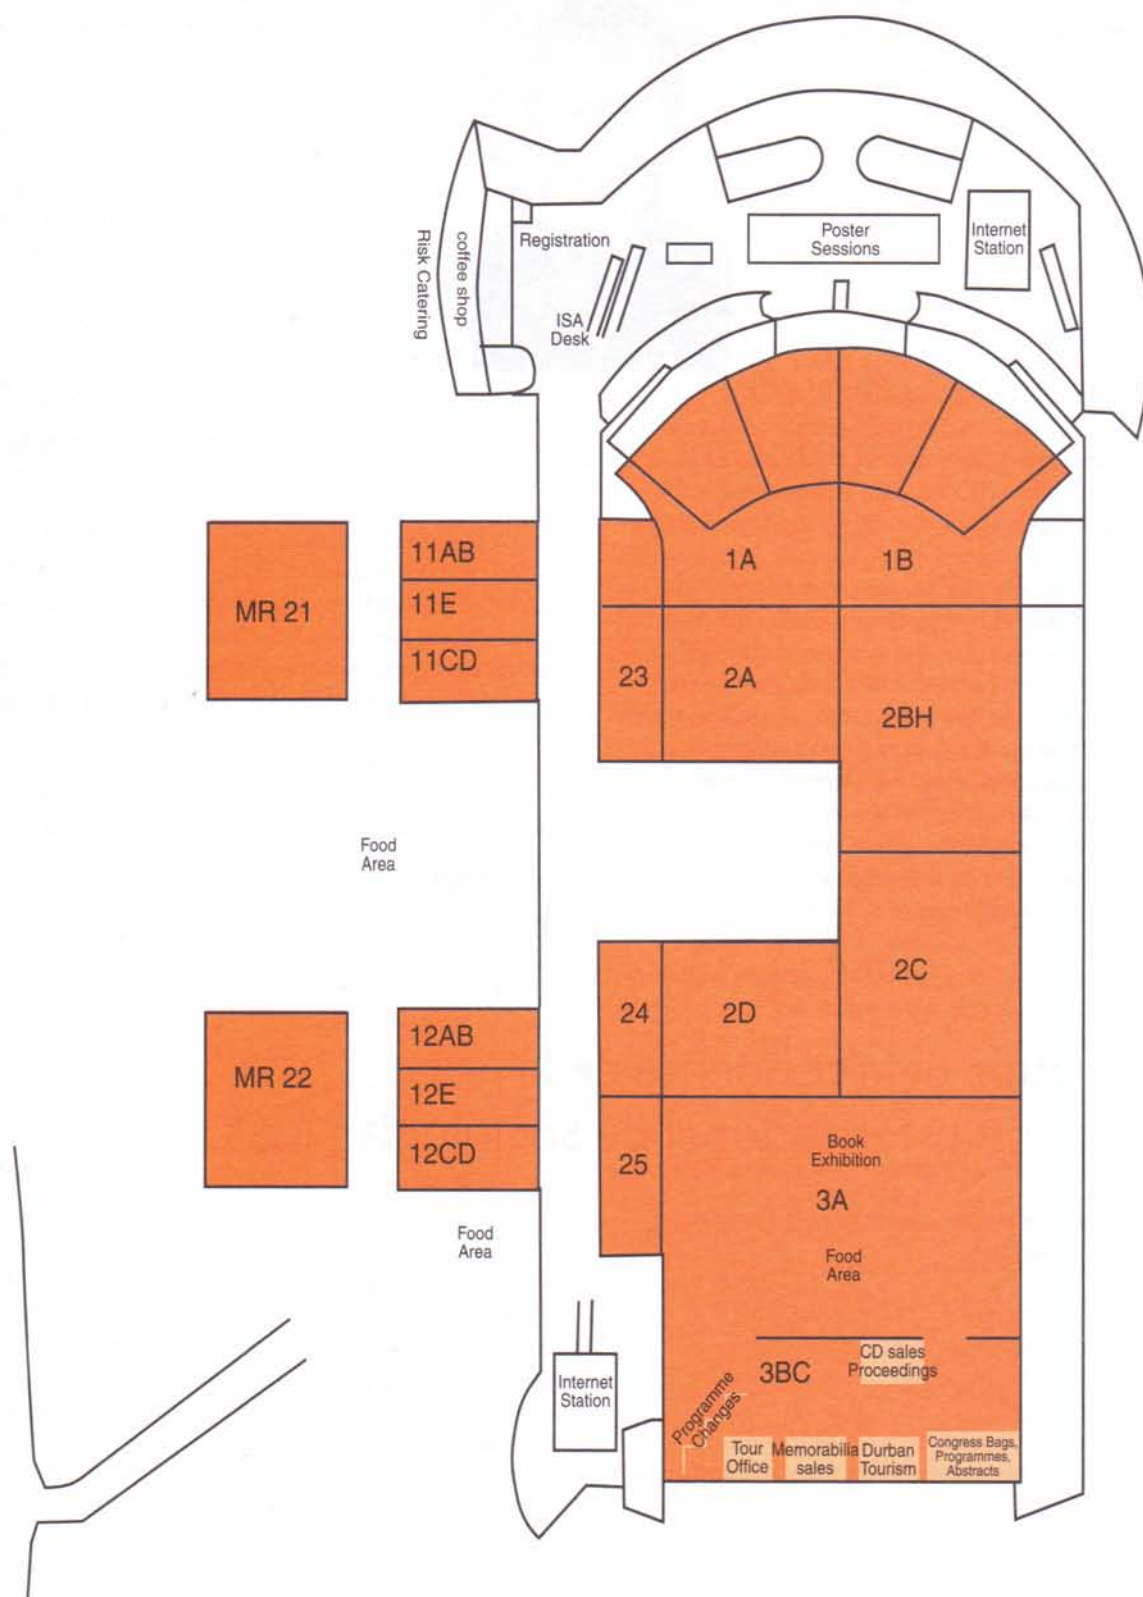 Poster
Sessions
Internet
Station
Registration
ISA
Desk
coffee shop
Risk Catering
MR 21
11AB
11E
11CD
1A
1B
23
2A
2BH
Food
Area
2C
24
2D
MR 22
12AB
12E
12CD
25
Book
Exhibition
3A
Food
Area
Food
Area
3BC
CD sales
Proceedings
Internet
Station
Programme
Changes
Tour
Office
Memorabilia
sales
Durban
Tourism
Congress Bags,
Programmes,
Abstracts